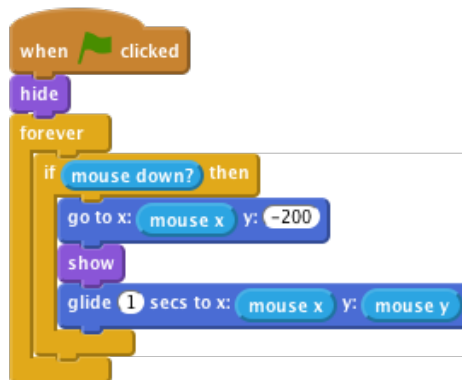 when clicked
hide
forever
if mouse down? then
go to x: mouse x y: -200
show
glide 1 secs to x: mouse x y: mouse y